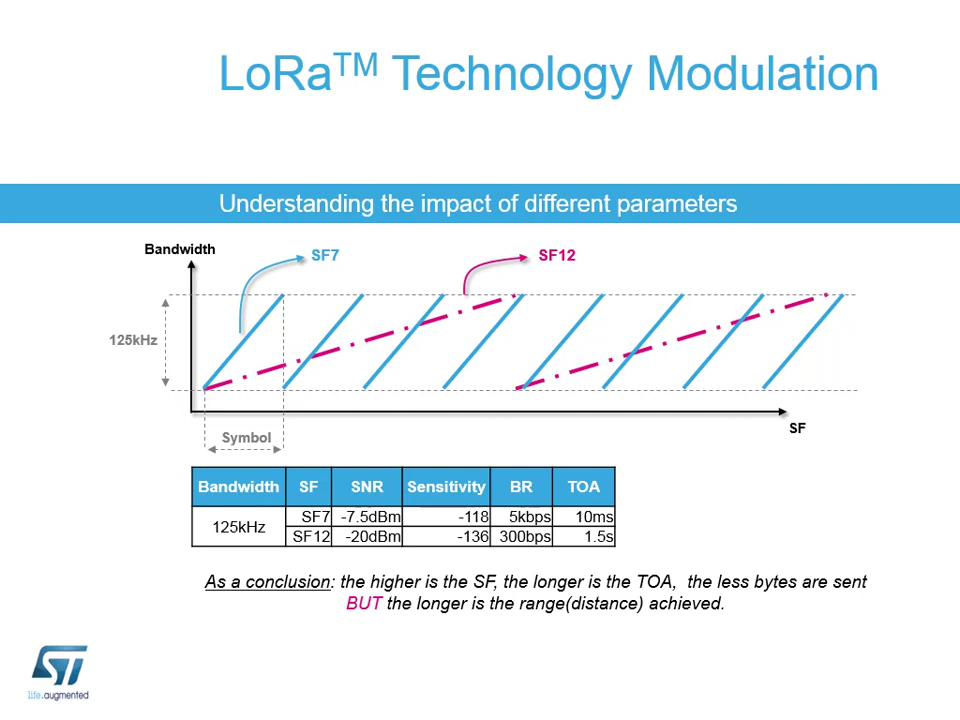 LoRa™ Technology Modulation
Understanding the impact of different parameters
Bandwidth
SF7
SF12
125kHz
SF
Symbol
Bandwidth SF SNR Sensitivity BR TOA
125kHz SF7 -7.5dBm -118 5kbps 10ms
SF12 -20dBm -136 300bps 1.5s
As a conclusion: the higher is the SF, the longer is the TOA, the less bytes are sent
BUT the longer is the range(distance) achieved.
ST
life.augmented